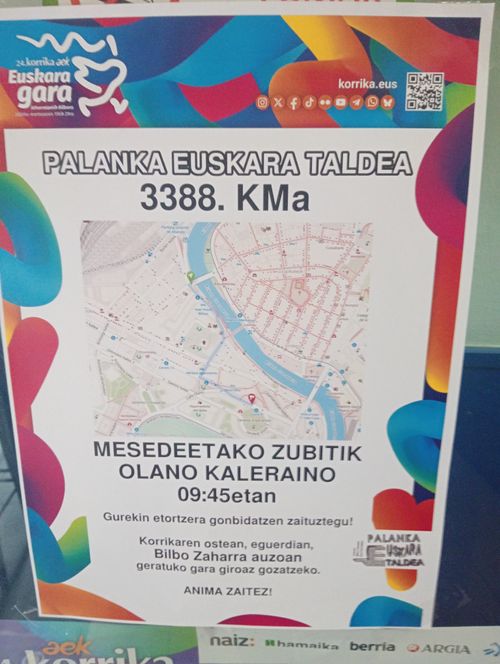 24.korrika aek
Euskara
gara
korrika.eus
PALANKA EUSKARA TALDEA
3388. KMa
MESEDEETAKO ZUBITIK
OLANO KALERAINO
09:45etan
Gurekin etortzera gonbidatzen zaituztegu!
Korrikaren ostean, eguerdian,
Bilbo Zaharra auzoan
geratuko gara giroaz gozatzeko.
ANIMA ZAITEZ!
PALANKA
EUSKARA
TALDEA
aek
korrika
naiz:
hamaika
berria
ARGIA